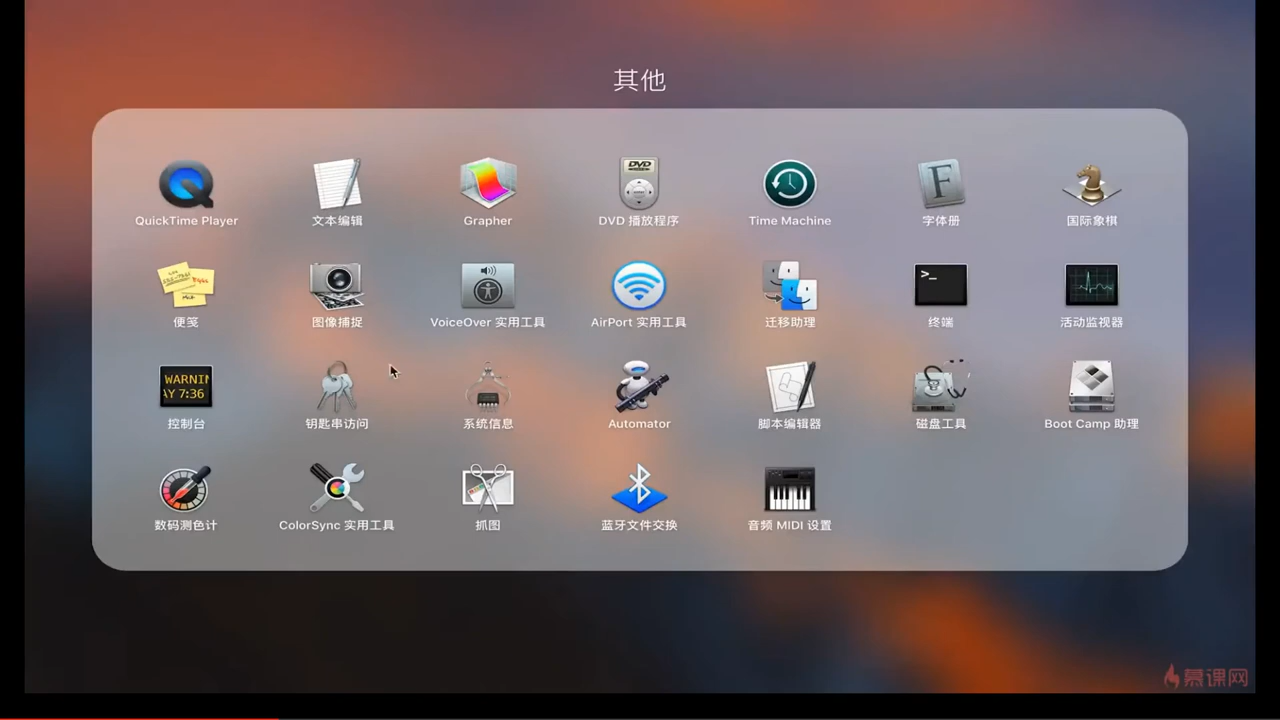 其他
QuickTime Player
文本编辑
Grapher
DVD
DVD 播放程序
Time Machine
F
字体册
国际象棋
便笺
图像捕捉
VoiceOver 实用工具
AirPort 实用工具
迁移助理
>_
终端
活动监视器
WARNIN
AY 7:36
控制台
钥匙串访问
系统信息
Automator
脚本编辑器
磁盘工具
Boot Camp 助理
数码测色计
ColorSync 实用工具
抓图
蓝牙文件交换
音频 MIDI 设置
慕课网